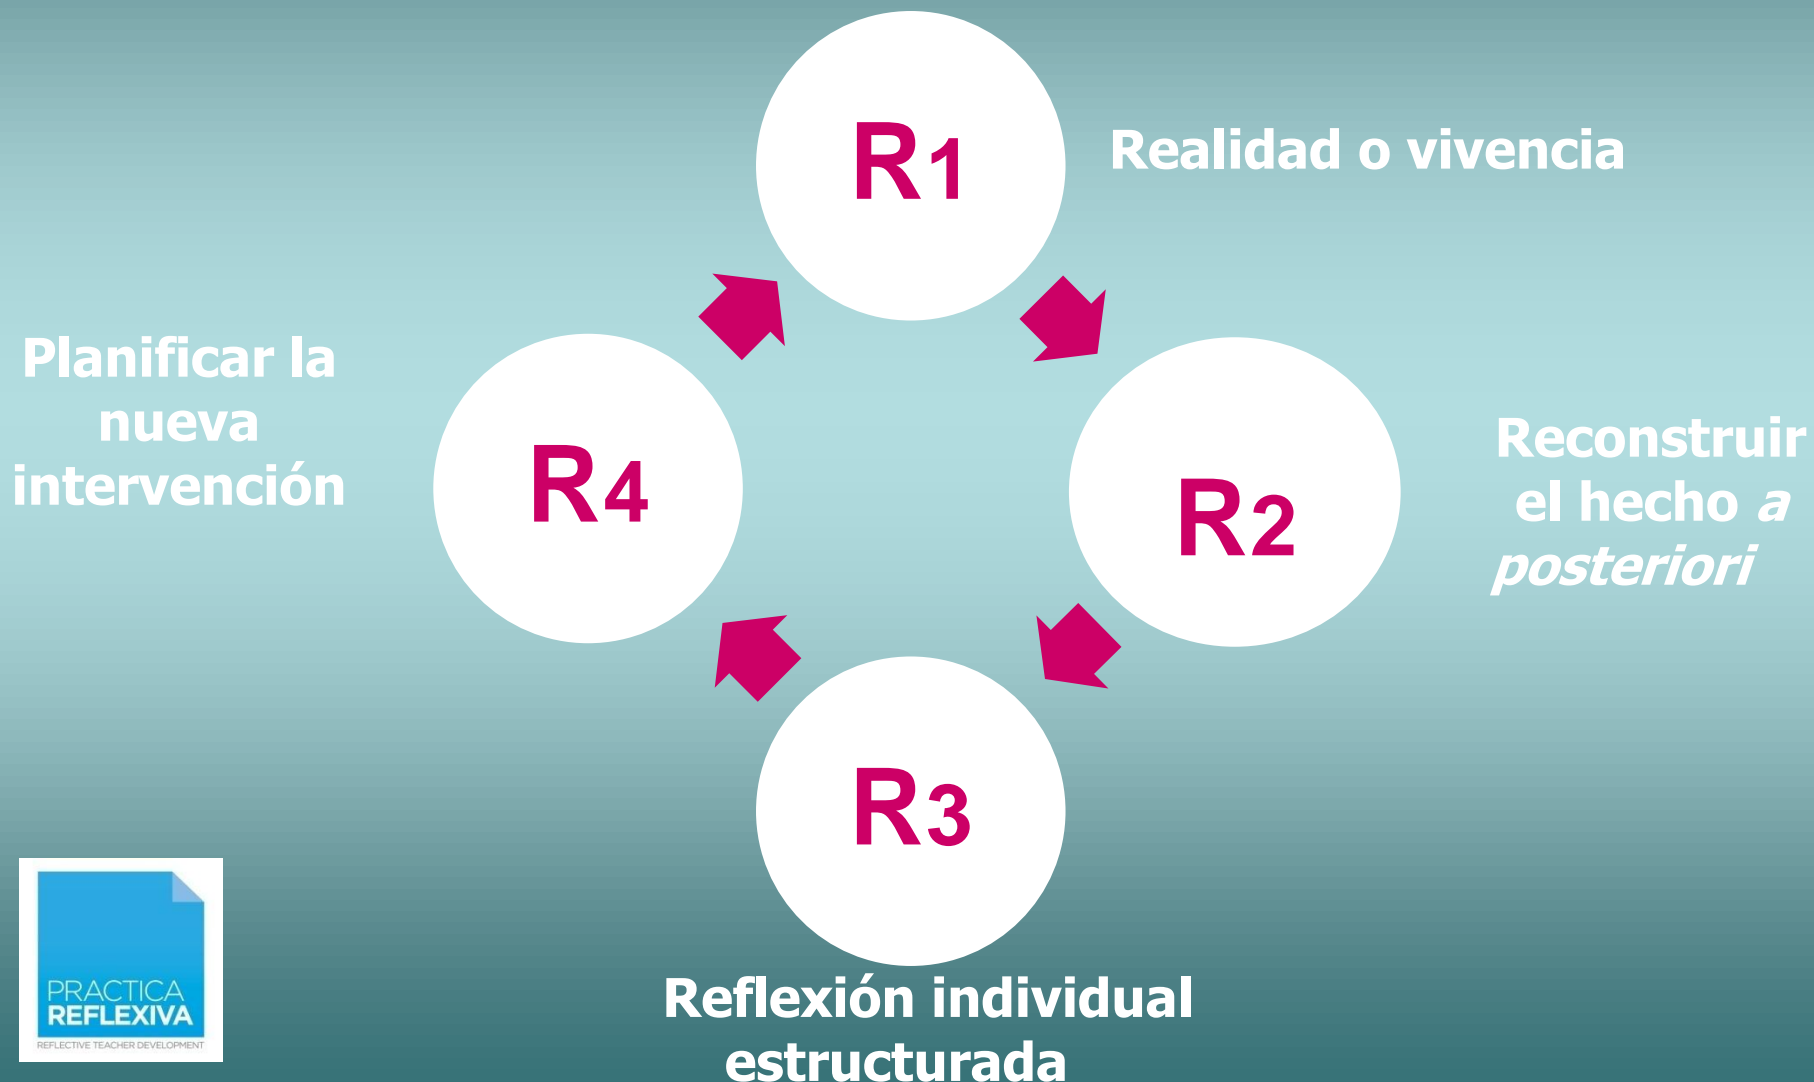 R1
Realidad o vivencia
R2
Reconstruir
el hecho a
posteriori
R3
Reflexión individual
estructurada
R4
Planificar la
nueva
intervención
PRACTICA
REFLEXIVA
REFLECTIVE TEACHER DEVELOPMENT